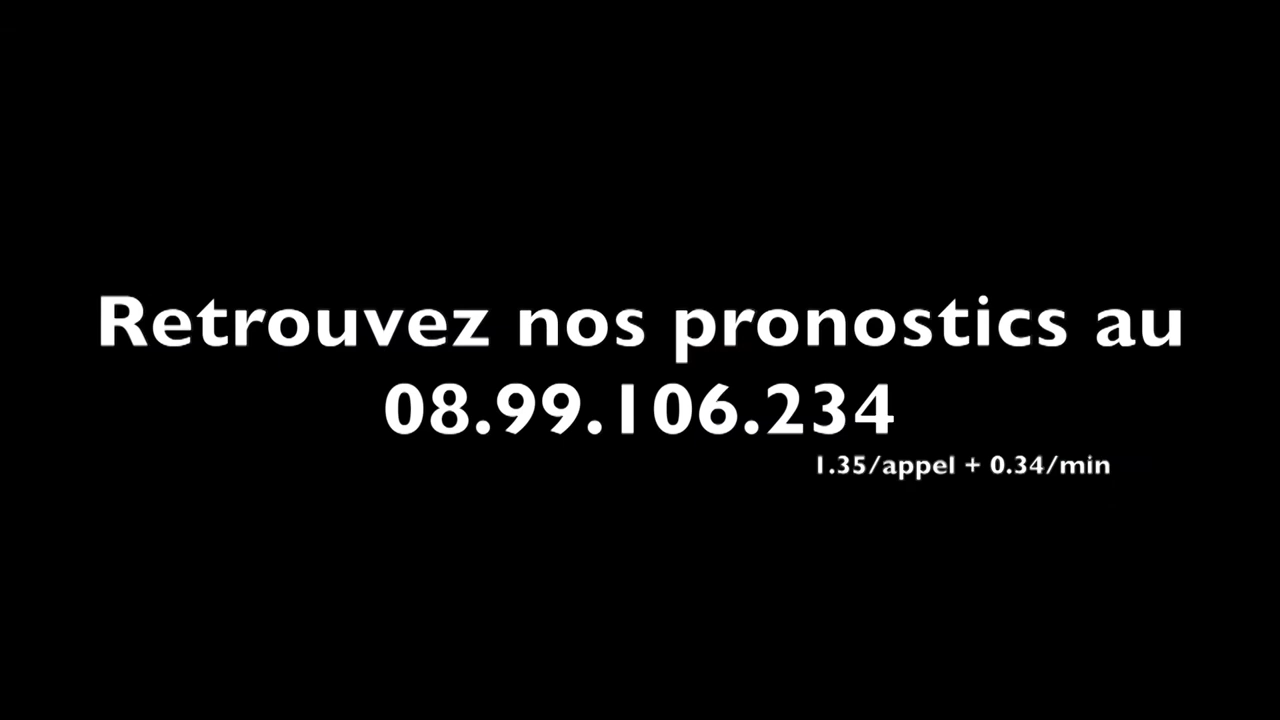 Retrouvez nos pronostics au
08.99.106.234
1.35/appel + 0.34/min